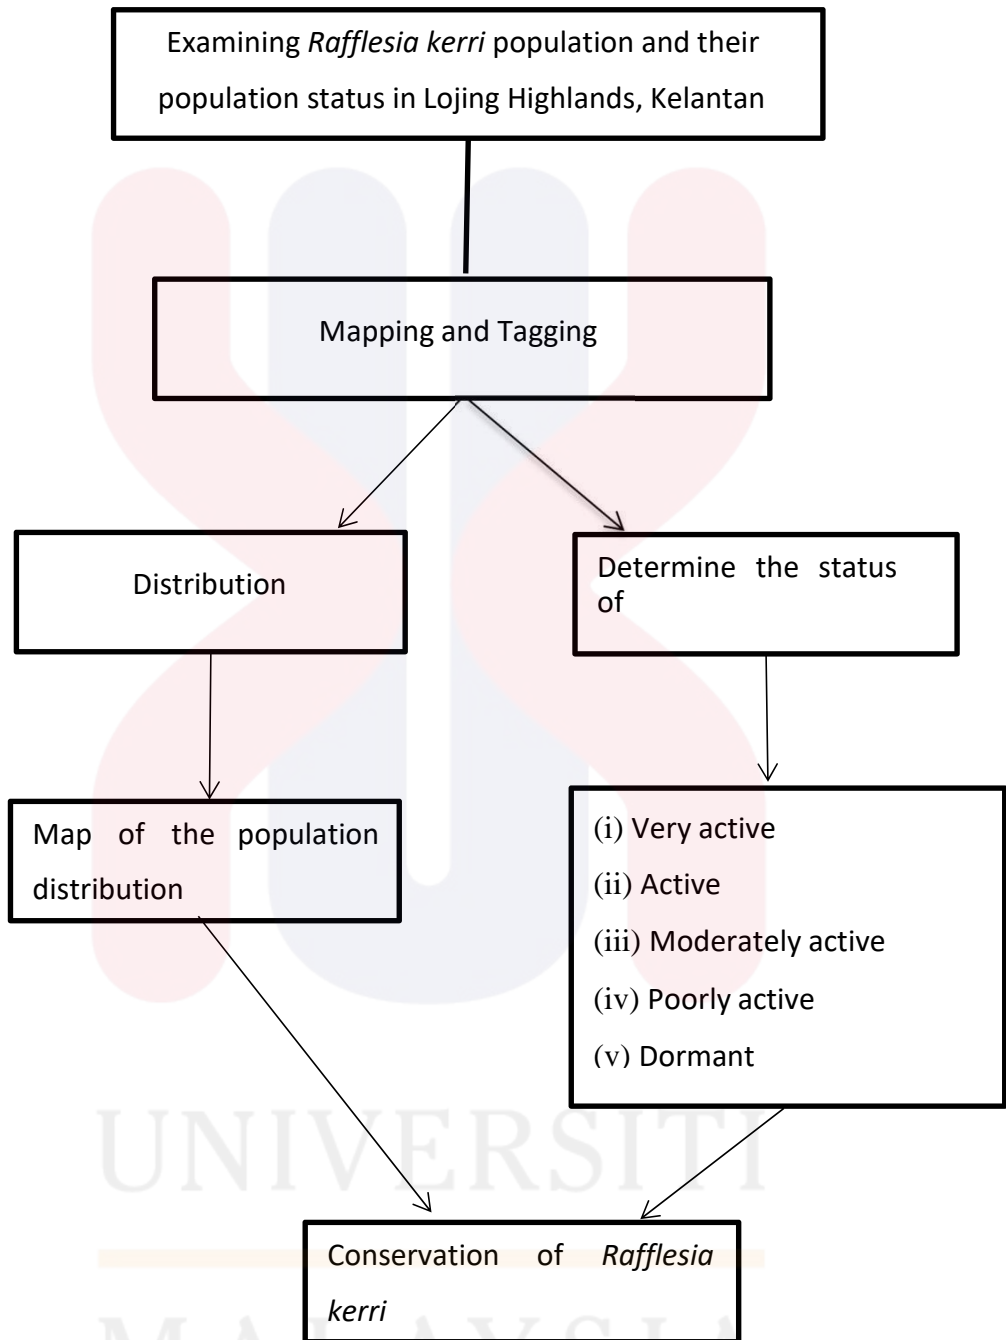 Examining Rafflesia kerri population and their
population status in Lojing Highlands, Kelantan
Mapping and Tagging
Distribution
Determine the status
of
Map of the population
distribution
(i) Very active
(ii) Active
(iii) Moderately active
(iv) Poorly active
(v) Dormant
UNIVERSITI
Conservation of Rafflesia
kerri
MALAYSIA